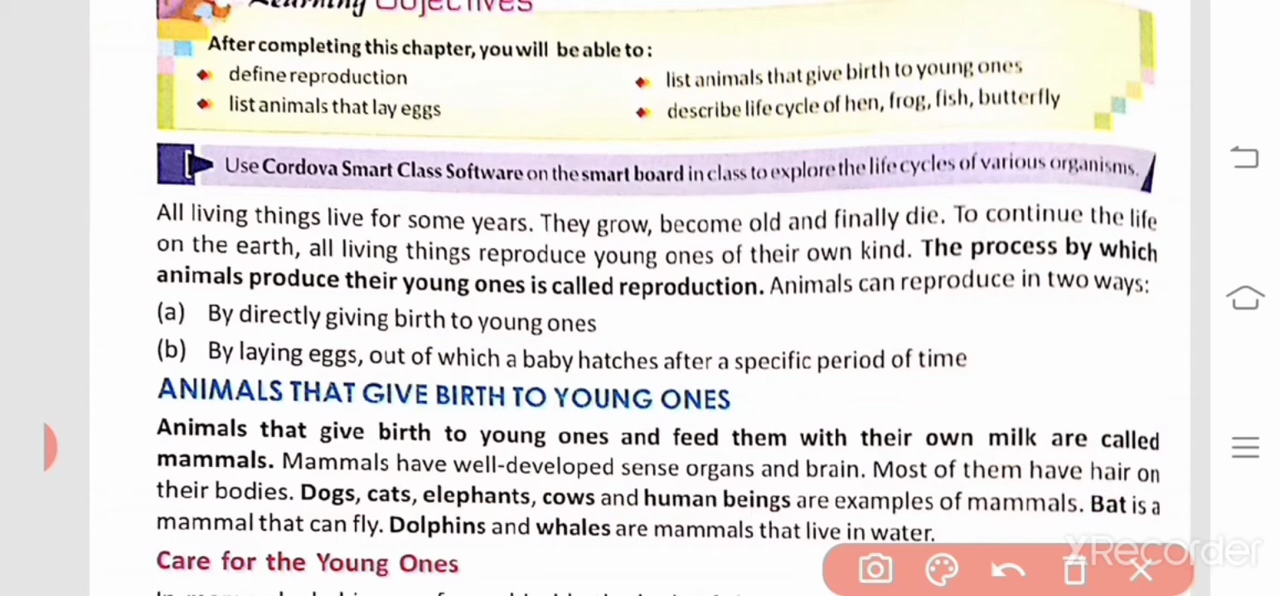 Learning Objectives
After completing this chapter, you will be able to:
define reproduction
list animals that give birth to young ones
list animals that lay eggs
describe life cycle of hen, frog, fish, butterfly
Use Cordova Smart Class Software on the smart board in class to explore the life cycles of various organisms.
All living things live for some years. They grow, become old and finally die. To continue the life
on the earth, all living things reproduce young ones of their own kind. The process by which
animals produce their young ones is called reproduction. Animals can reproduce in two ways:
(a) By directly giving birth to young ones
(b) By laying eggs, out of which a baby hatches after a specific period of time
ANIMALS THAT GIVE BIRTH TO YOUNG ONES
Animals that give birth to young ones and feed them with their own milk are called
mammals. Mammals have well-developed sense organs and brain. Most of them have hair on
their bodies. Dogs, cats, elephants, cows and human beings are examples of mammals. Bat is a
mammal that can fly. Dolphins and whales are mammals that live in water.
Care for the Young Ones
XRecorder